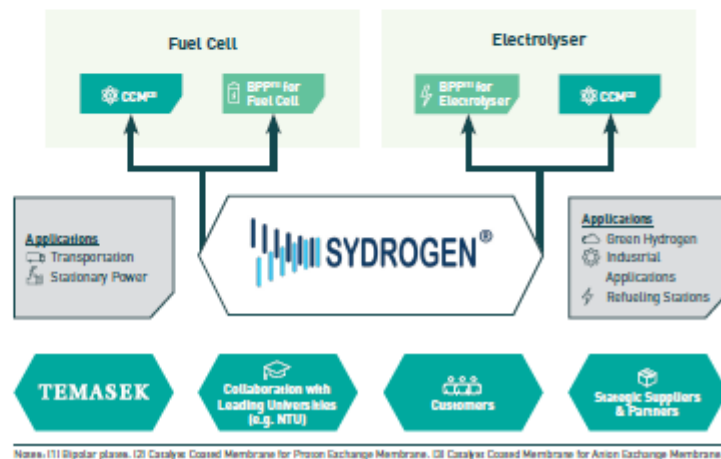 Fuel Cell
Electrolyser
CCM⁽²⁾
BPP⁽¹⁾ for
Fuel Cell
BPP⁽¹⁾ for
Electrolyser
CCM⁽³⁾
Applications
Transportation
Stationary Power
SYDROGEN®
Applications
Green Hydrogen
Industrial
Applications
Refueling Stations
TEMASEK
Collaboration with
Leading Universities
(e.g. NTU)
Customers
Strategic Suppliers
& Partners
Notes: (1) Bipolar plates. (2) Catalyst Coated Membrane for Proton Exchange Membrane. (3) Catalyst Coated Membrane for Anion Exchange Membrane